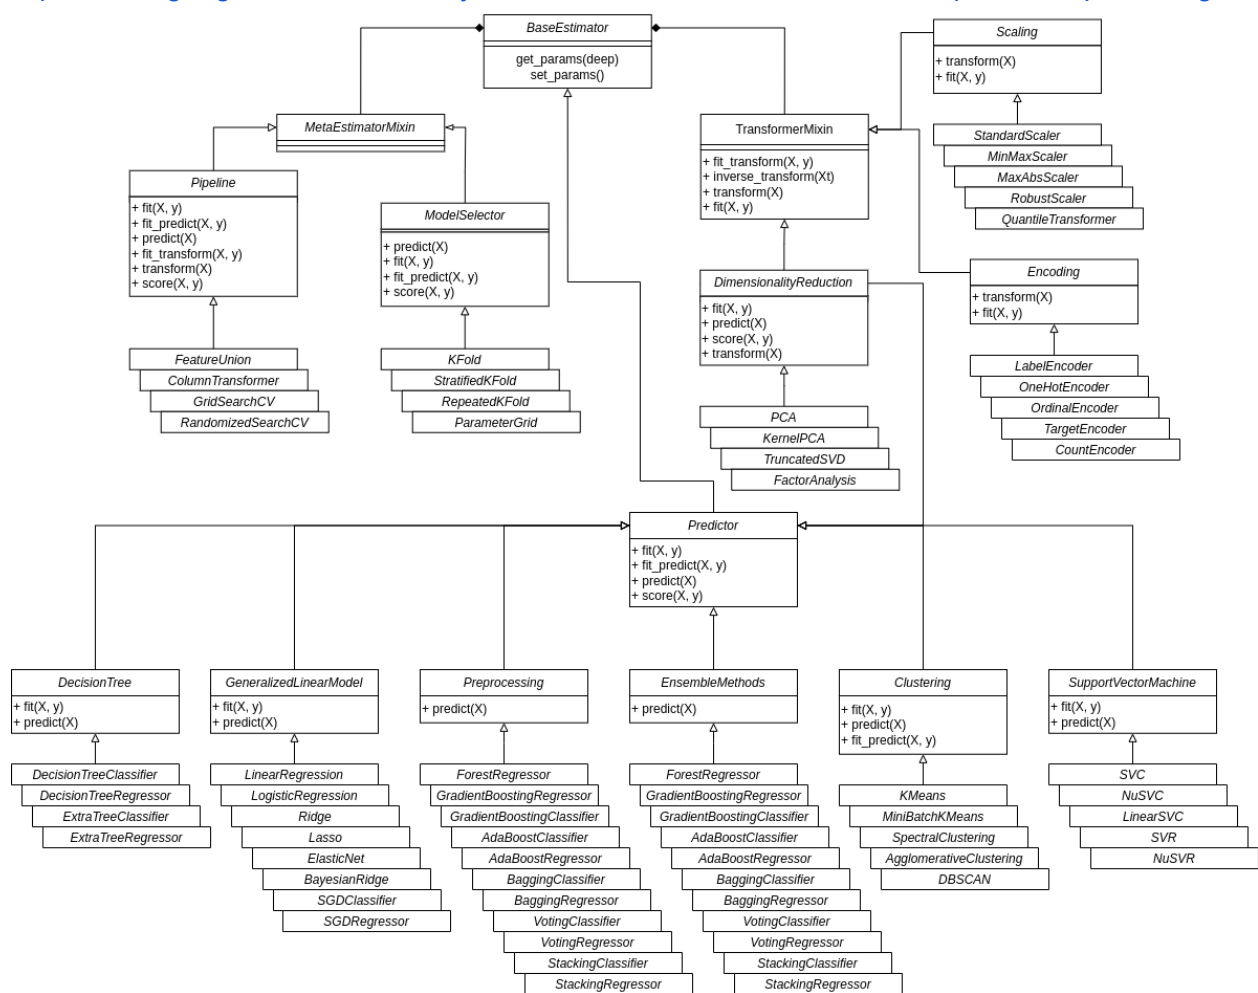 BaseEstimator
get_params(deep)
set_params()
Scaling
+ transform(X)
+ fit(X, y)
StandardScaler
MinMaxScaler
MaxAbsScaler
RobustScaler
QuantileTransformer
MetaEstimatorMixin
TransformerMixin
+ fit_transform(X, y)
+ inverse_transform(Xt)
+ transform(X)
+ fit(X, y)
Pipeline
+ fit(X, y)
+ fit_predict(X, y)
+ predict(X)
+ fit_transform(X, y)
+ transform(X)
+ score(X, y)
ModelSelector
+ predict(X)
+ fit(X, y)
+ fit_predict(X, y)
+ score(X, y)
DimensionalityReduction
+ fit(X, y)
+ predict(X)
+ score(X, y)
+ transform(X)
Encoding
+ transform(X)
+ fit(X, y)
FeatureUnion
ColumnTransformer
GridSearchCV
RandomizedSearchCV
KFold
StratifiedKFold
RepeatedKFold
ParameterGrid
PCA
KernelPCA
TruncatedSVD
FactorAnalysis
LabelEncoder
OneHotEncoder
OrdinalEncoder
TargetEncoder
CountEncoder
Predictor
+ fit(X, y)
+ fit_predict(X, y)
+ predict(X)
+ score(X, y)
DecisionTree
+ fit(X, y)
+ predict(X)
DecisionTreeClassifier
DecisionTreeRegressor
ExtraTreeClassifier
ExtraTreeRegressor
GeneralizedLinearModel
+ fit(X, y)
+ predict(X)
LinearRegression
LogisticRegression
Ridge
Lasso
ElasticNet
BayesianRidge
SGDClassifier
SGDRegressor
Preprocessing
+ predict(X)
ForestRegressor
GradientBoostingRegressor
GradientBoostingClassifier
AdaBoostClassifier
AdaBoostRegressor
BaggingClassifier
BaggingRegressor
VotingClassifier
VotingRegressor
StackingClassifier
StackingRegressor
EnsembleMethods
+ predict(X)
ForestRegressor
GradientBoostingRegressor
GradientBoostingClassifier
AdaBoostClassifier
AdaBoostRegressor
BaggingClassifier
BaggingRegressor
VotingClassifier
VotingRegressor
StackingClassifier
StackingRegressor
Clustering
+ fit(X, y)
+ predict(X)
+ fit_predict(X, y)
KMeans
MiniBatchKMeans
SpectralClustering
AgglomerativeClustering
DBSCAN
SupportVectorMachine
+ fit(X, y)
+ predict(X)
SVC
NuSVC
LinearSVC
SVR
NuSVR